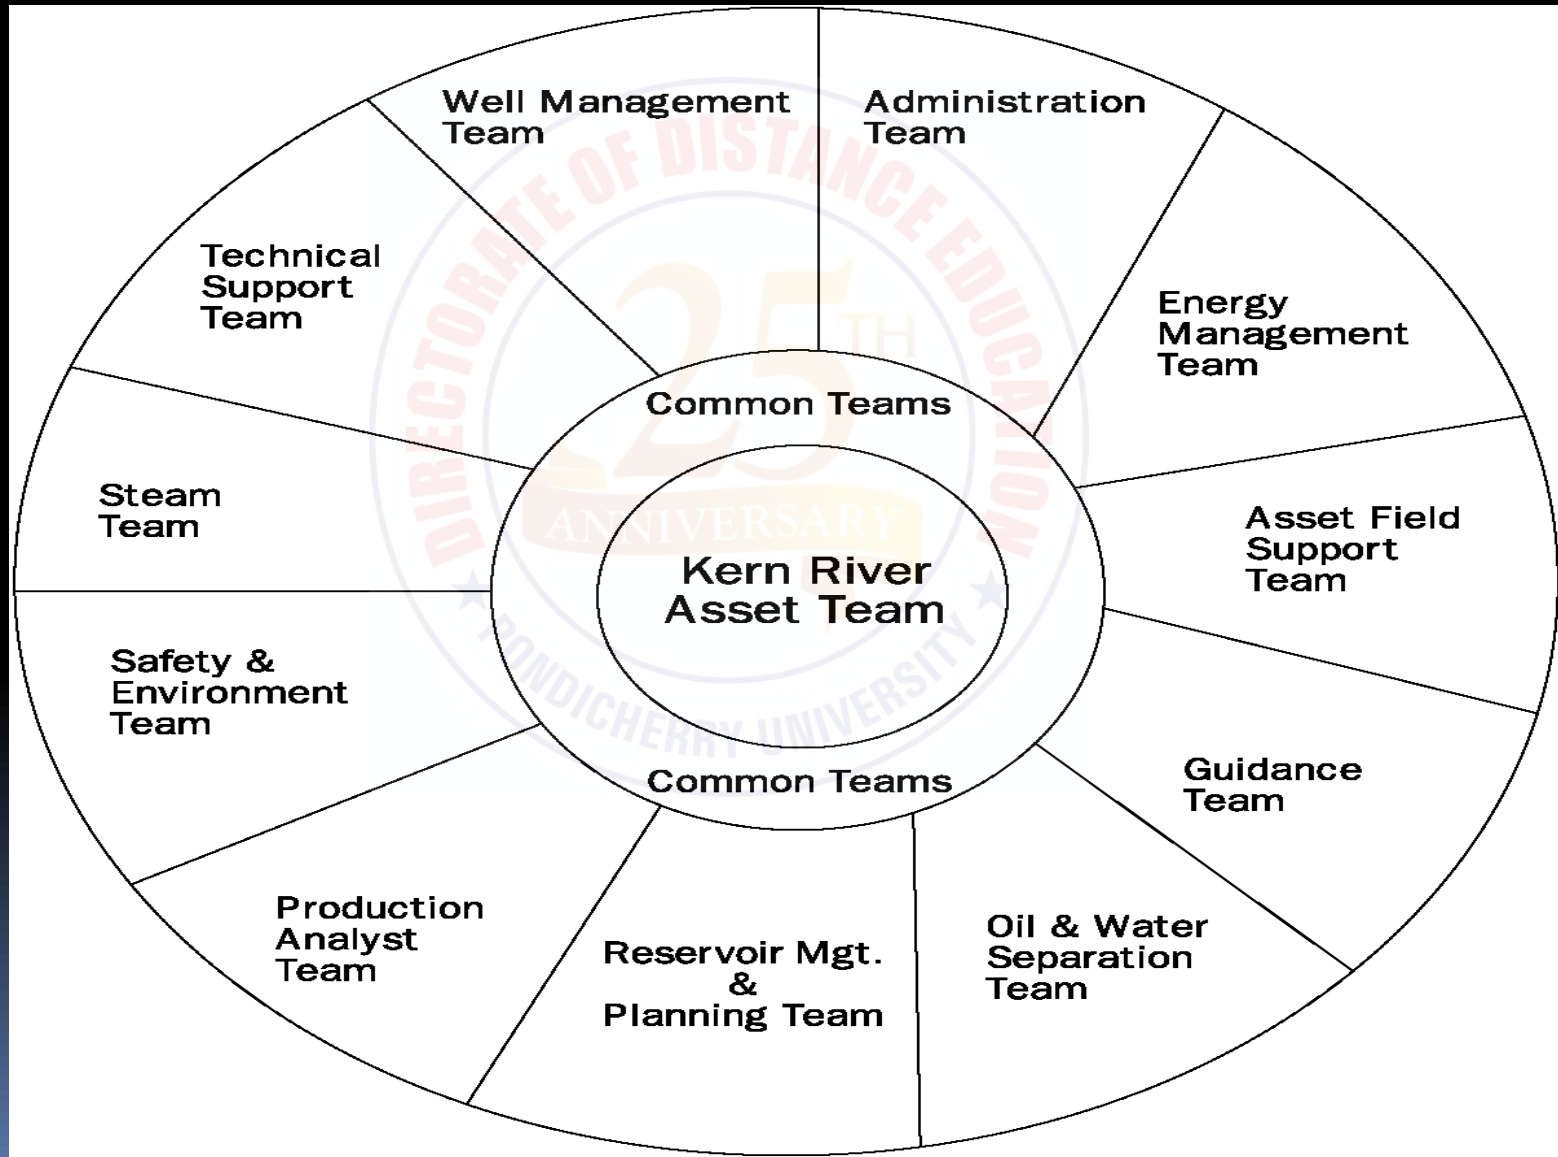 Well Management
Team
Administration
Team
Energy
Management
Team
Asset Field
Support
Team
Guidance
Team
Oil & Water
Separation
Team
Reservoir Mgt.
&
Planning Team
Production
Analyst
Team
Safety &
Environment
Team
Steam
Team
Technical
Support
Team
Common Teams
Kern River
Asset Team
Common Teams
DIRECTORATE OF DISTANCE EDUCATION
25TH
ANNIVERSARY
PONDICHERRY UNIVERSITY